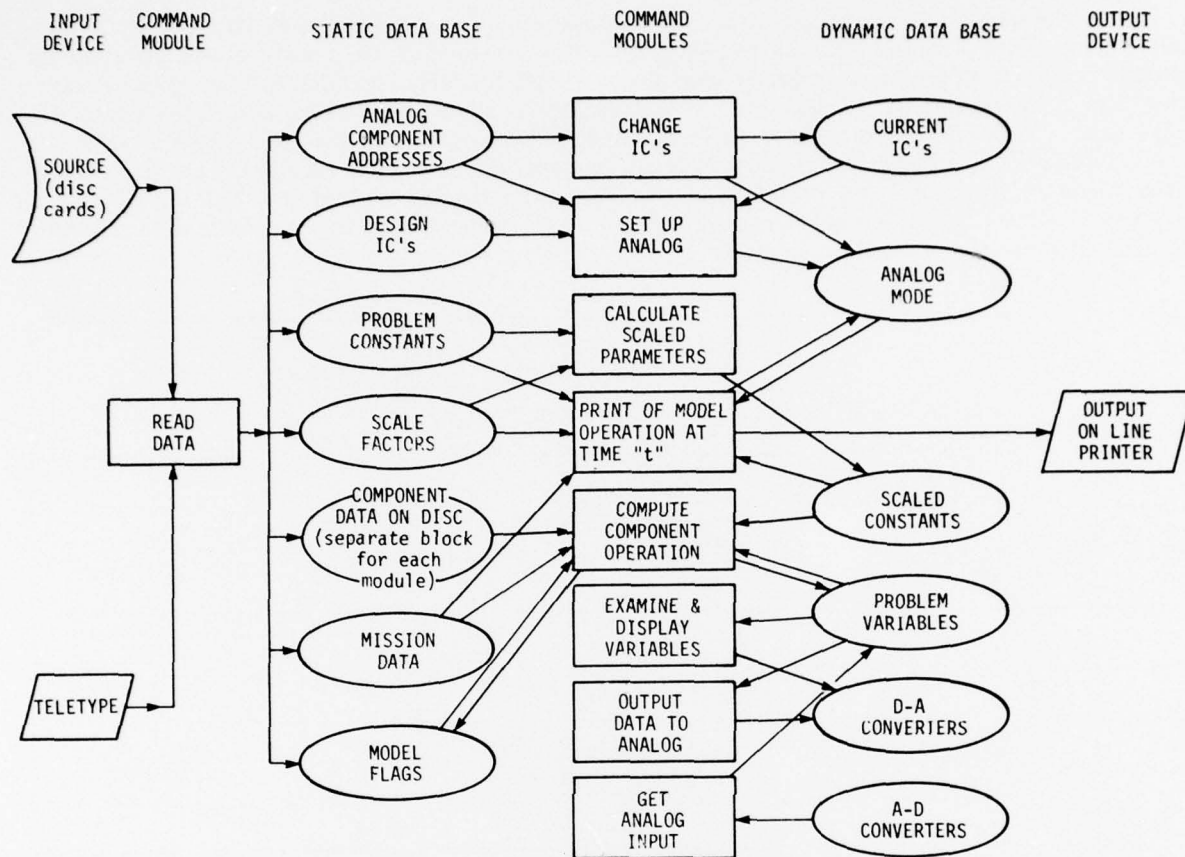 INPUT
DEVICE
COMMAND
MODULE
STATIC DATA BASE
COMMAND
MODULES
DYNAMIC DATA BASE
OUTPUT
DEVICE
SOURCE
(disc
cards)
READ
DATA
TELETYPE
ANALOG
COMPONENT
ADDRESSES
DESIGN
IC's
PROBLEM
CONSTANTS
SCALE
FACTORS
COMPONENT
DATA ON DISC
(separate block
for each
module)
MISSION
DATA
MODEL
FLAGS
CHANGE
IC's
SET UP
ANALOG
CALCULATE
SCALED
PARAMETERS
PRINT OF MODEL
OPERATION AT
TIME "t"
COMPUTE
COMPONENT
OPERATION
EXAMINE &
DISPLAY
VARIABLES
OUTPUT
DATA TO
ANALOG
GET
ANALOG
INPUT
CURRENT
IC's
ANALOG
MODE
SCALED
CONSTANTS
PROBLEM
VARIABLES
D-A
CONVERTERS
A-D
CONVERTERS
OUTPUT
ON LINE
PRINTER